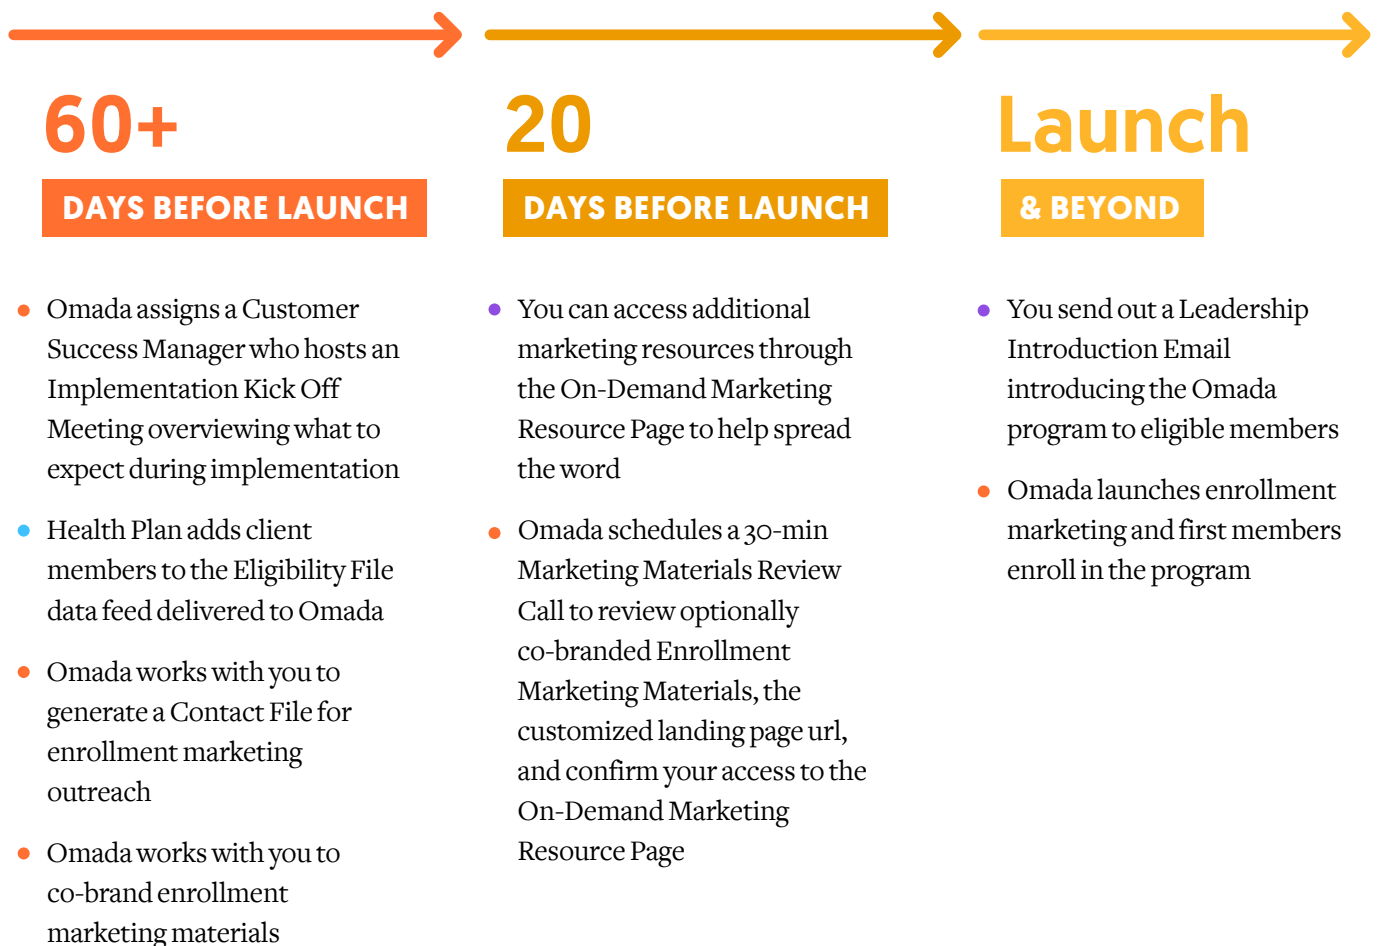 60+
DAYS BEFORE LAUNCH
Omada assigns a Customer
Success Manager who hosts an
Implementation Kick Off
Meeting overviewing what to
expect during implementation
Health Plan adds client
members to the Eligibility File
data feed delivered to Omada
Omada works with you to
generate a Contact File for
enrollment marketing
outreach
Omada works with you to
co-brand enrollment
marketing materials
20
DAYS BEFORE LAUNCH
You can access additional
marketing resources through
the On-Demand Marketing
Resource Page to help spread
the word
Omada schedules a 30-min
Marketing Materials Review
Call to review optionally
co-branded Enrollment
Marketing Materials, the
customized landing page url,
and confirm your access to the
On-Demand Marketing
Resource Page
Launch
& BEYOND
You send out a Leadership
Introduction Email
introducing the Omada
program to eligible members
Omada launches enrollment
marketing and first members
enroll in the program